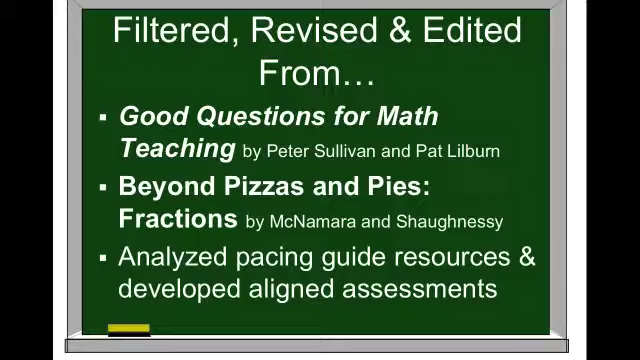 Filtered, Revised & Edited
From…
▪ Good Questions for Math
Teaching by Peter Sullivan and Pat Lilburn
▪ Beyond Pizzas and Pies:
Fractions by McNamara and Shaughnessy
▪ Analyzed pacing guide resources &
developed aligned assessments